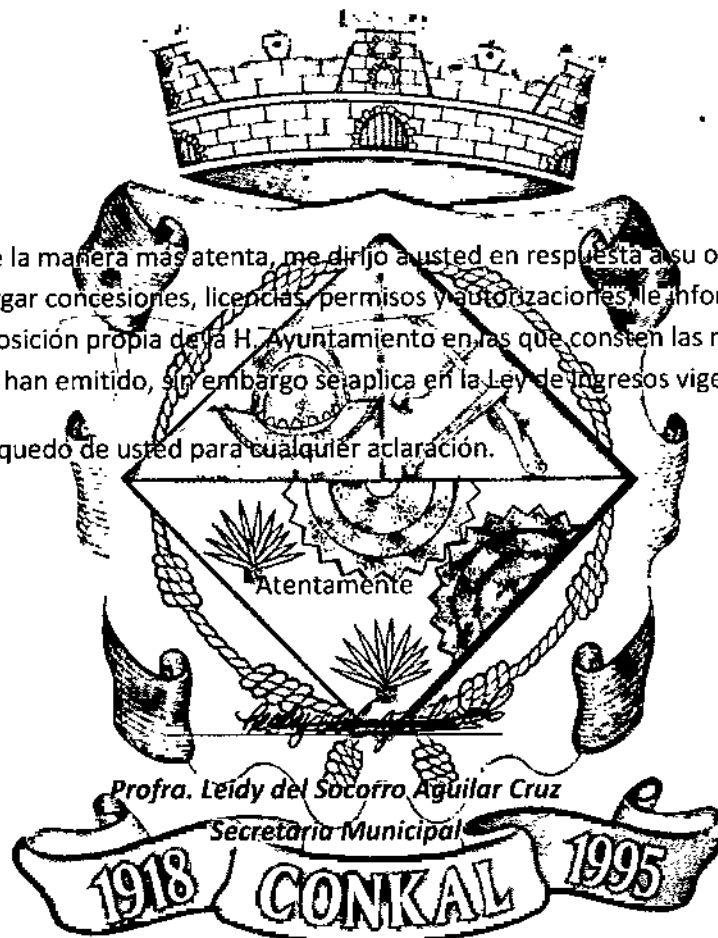 la manera más atenta, me dirijo a usted en respuesta a su
gar concesiones, licencias, permisos y autorizaciones, le
osición propia de la H. Ayuntamiento en las que consten las
han emitido, sin embargo se aplica en la Ley de Ingresos
quedo de usted para cualquier aclaración.
Atentamente
Profra. Leidy del Socorro Aguilar Cruz
Secretaria Municipal
1918 CONKAL 1995